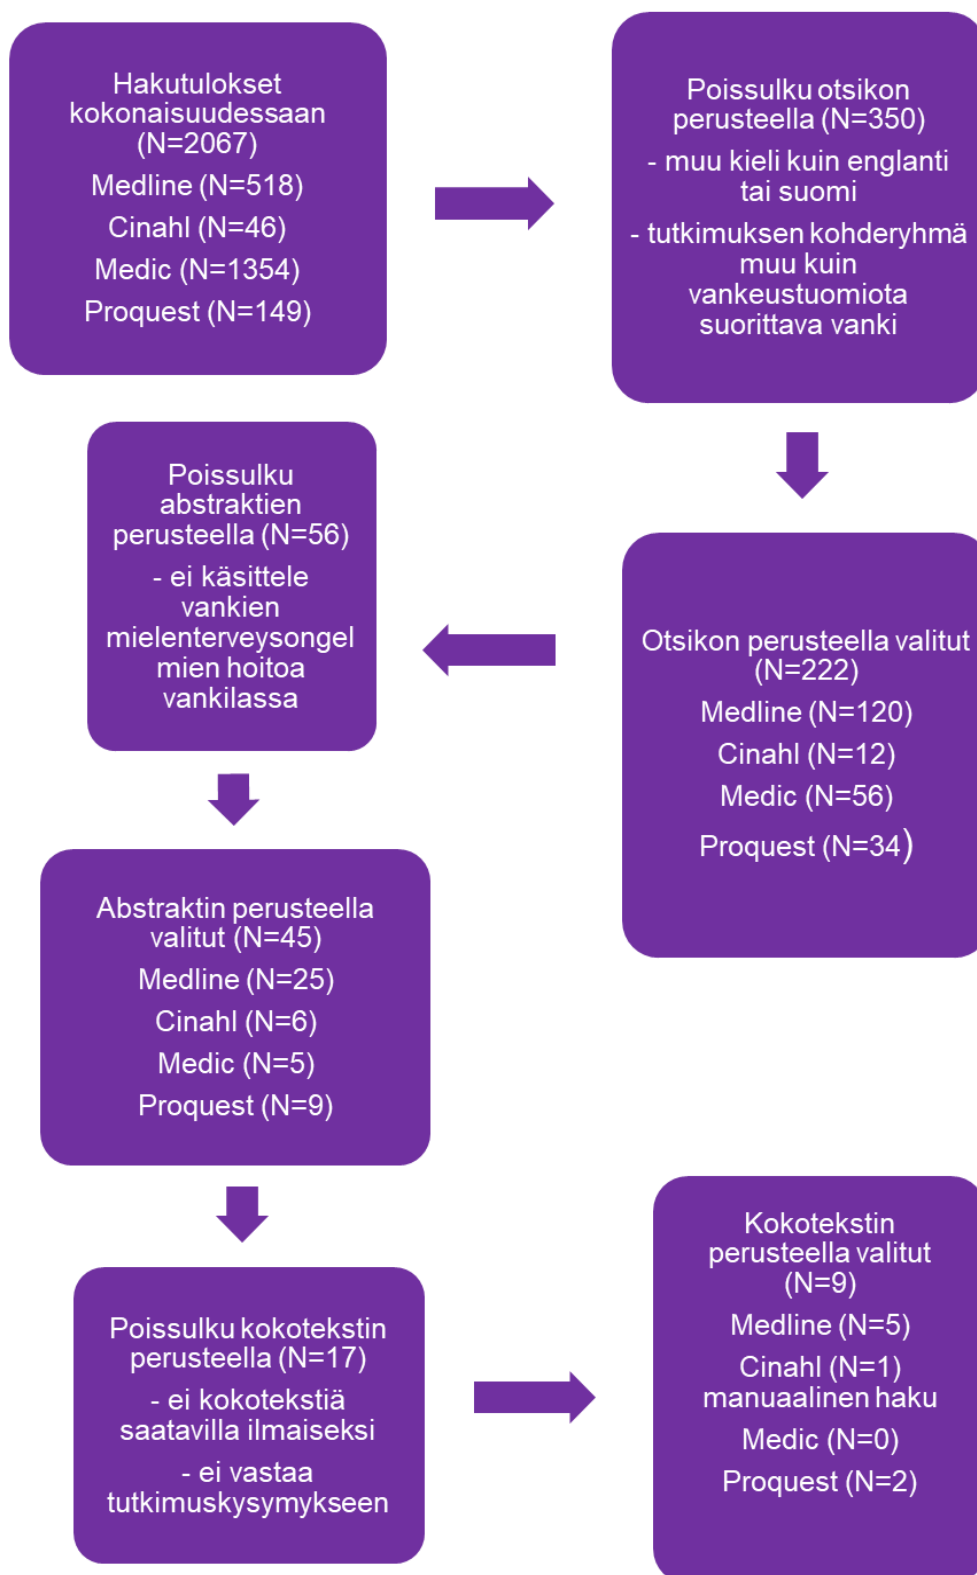 Hakutulokset
kokonaisuudessaan
(N=2067)
Medline (N=518)
Cinahl (N=46)
Medic (N=1354)
Proquest (N=149)
Poissulku otsikon
perusteella (N=350)
- muu kieli kuin englanti
tai suomi
- tutkimuksen kohderyhmä
muu kuin
vankeustuomiota
suorittava vanki
Otsikon perusteella valitut
(N=222)
Medline (N=120)
Cinahl (N=12)
Medic (N=56)
Proquest (N=34)
Poissulku
abstraktien
perusteella (N=56)
- ei käsittele
vankien
mielenterveysongel
mien hoitoa
vankilassa
Abstraktin perusteella
valitut (N=45)
Medline (N=25)
Cinahl (N=6)
Medic (N=5)
Proquest (N=9)
Poissulku kokotekstin
perusteella (N=17)
- ei kokotekstiä
saatavilla ilmaiseksi
- ei vastaa
tutkimuskysymykseen
Kokotekstin
perusteella valitut
(N=9)
Medline (N=5)
Cinahl (N=1)
manuaalinen haku
Medic (N=0)
Proquest (N=2)